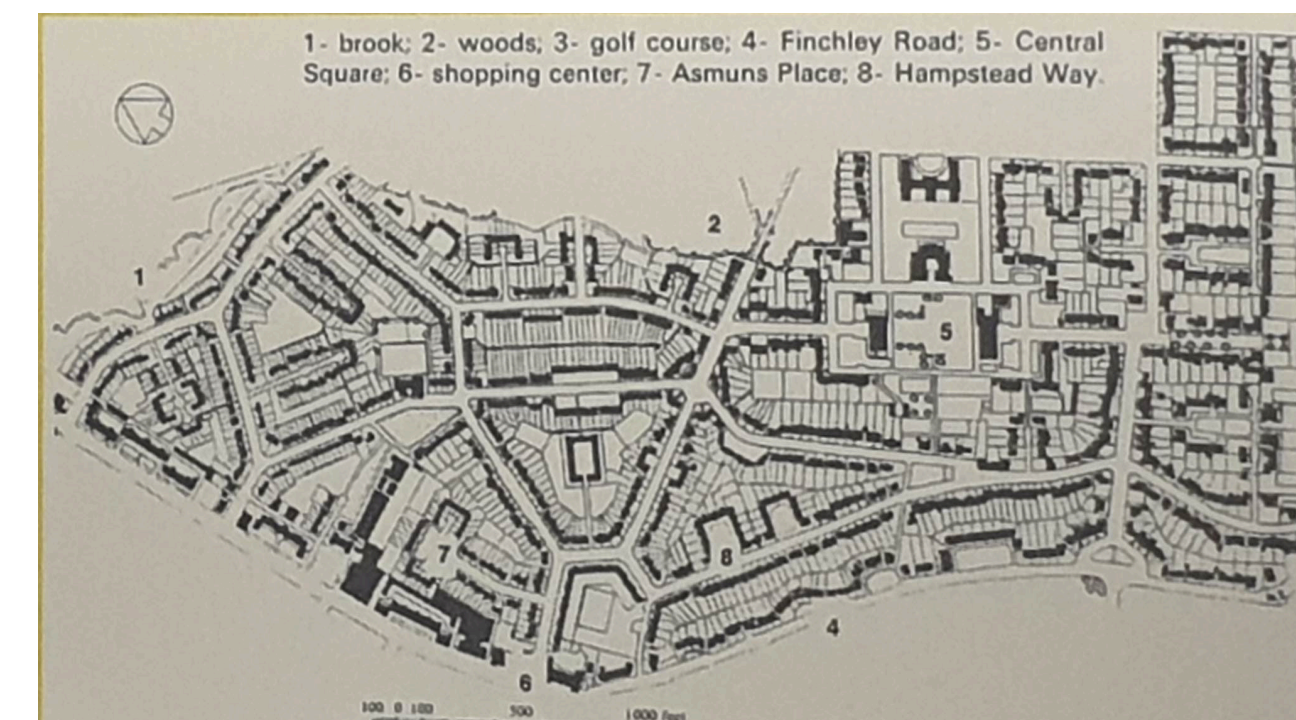 1- brook; 2- woods; 3- golf course; 4- Finchley Road; 5- Central
Square; 6- shopping center; 7- Asmuns Place; 8- Hampstead Way.
2
1
5
7
8
4
6
100 0 100 500 1000 feet